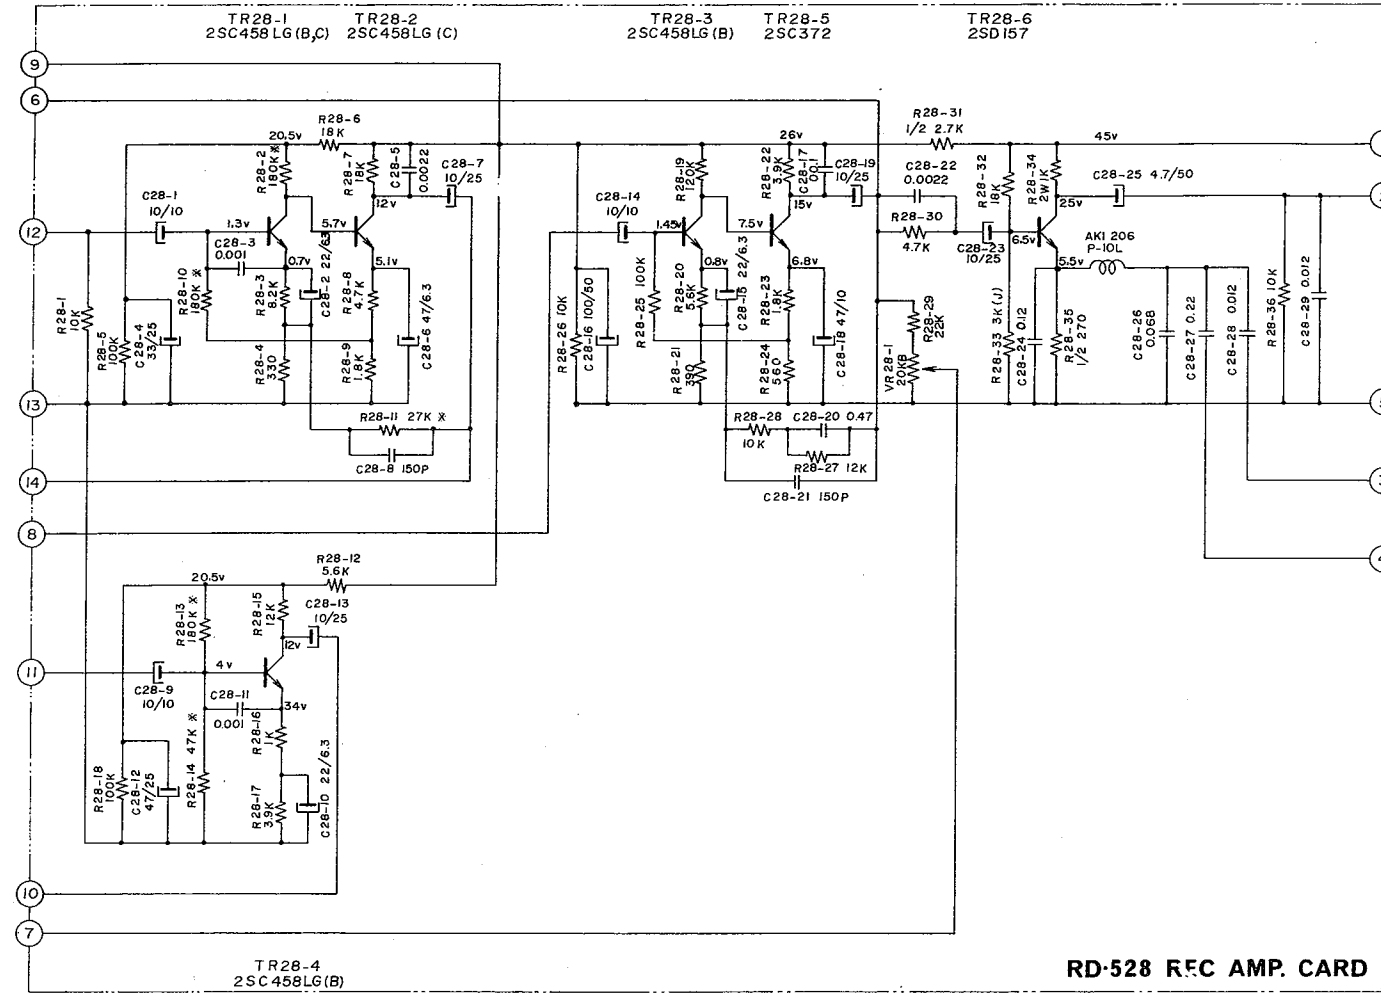 TR28-1
2SC458LG(B,C)
TR28-2
2SC458LG(C)
TR28-3
2SC458LG(B)
TR28-5
2SC372
TR28-6
2SD157
9
6
R28-6
18K
20.5v
R28-2
180K*
R28-7
18K
C28-5
0.0022
C28-7
10/25
12v
C28-1
10/10
12
1.3v
5.7v
C28-3
0.001
0.7v
C28-2 22/6.3
5.1v
R28-1
10K
R28-5
100K
C28-4
33/25
R28-10
180K *
R28-3
8.2K
R28-8
4.7K
C28-6 47/6.3
R28-4
330
R28-9
1.8K
13
R28-11 27K *
C28-8 150P
14
8
R28-19
120K
26v
R28-22
3.9K
C28-17
C28-19
10/25
15v
C28-14
10/10
1.45v
7.5v
0.8v
6.8v
R28-26 10K
C28-16 100/50
R28-25 100K
R28-20
5.6K
C28-15 22/6.3
R28-23
1.8K
C28-18 47/10
R28-21
390
R28-24
560
R28-28
10K
C28-20 0.47
R28-27 12K
C28-21 150P
R28-31
1/2 2.7K
45v
C28-22
0.0022
R28-32
18K
R28-34
2W1K
C28-25 4.7/50
25v
R28-30
4.7K
C28-23
10/25
6.5v
5.5v
AKI 206
P-10L
R28-29
22K
VR28-1
20KB
R28-33 3K(J)
C28-24 0.12
R28-35
1/2 270
C28-26
0.068
C28-27 0.22
C28-28 0.012
R28-36 10K
C28-29 0.012
R28-12
5.6K
20.5v
R28-13
180K *
R28-15
12K
C28-13
10/25
12v
11
4v
C28-9
10/10
C28-11
0.001
34v
R28-18
100K
C28-12
47/25
R28-14 47K *
R28-16
1K
R28-17
3.9K
C28-10 22/6.3
10
7
TR28-4
2SC458LG(B)
RD-528 REC AMP. CARD